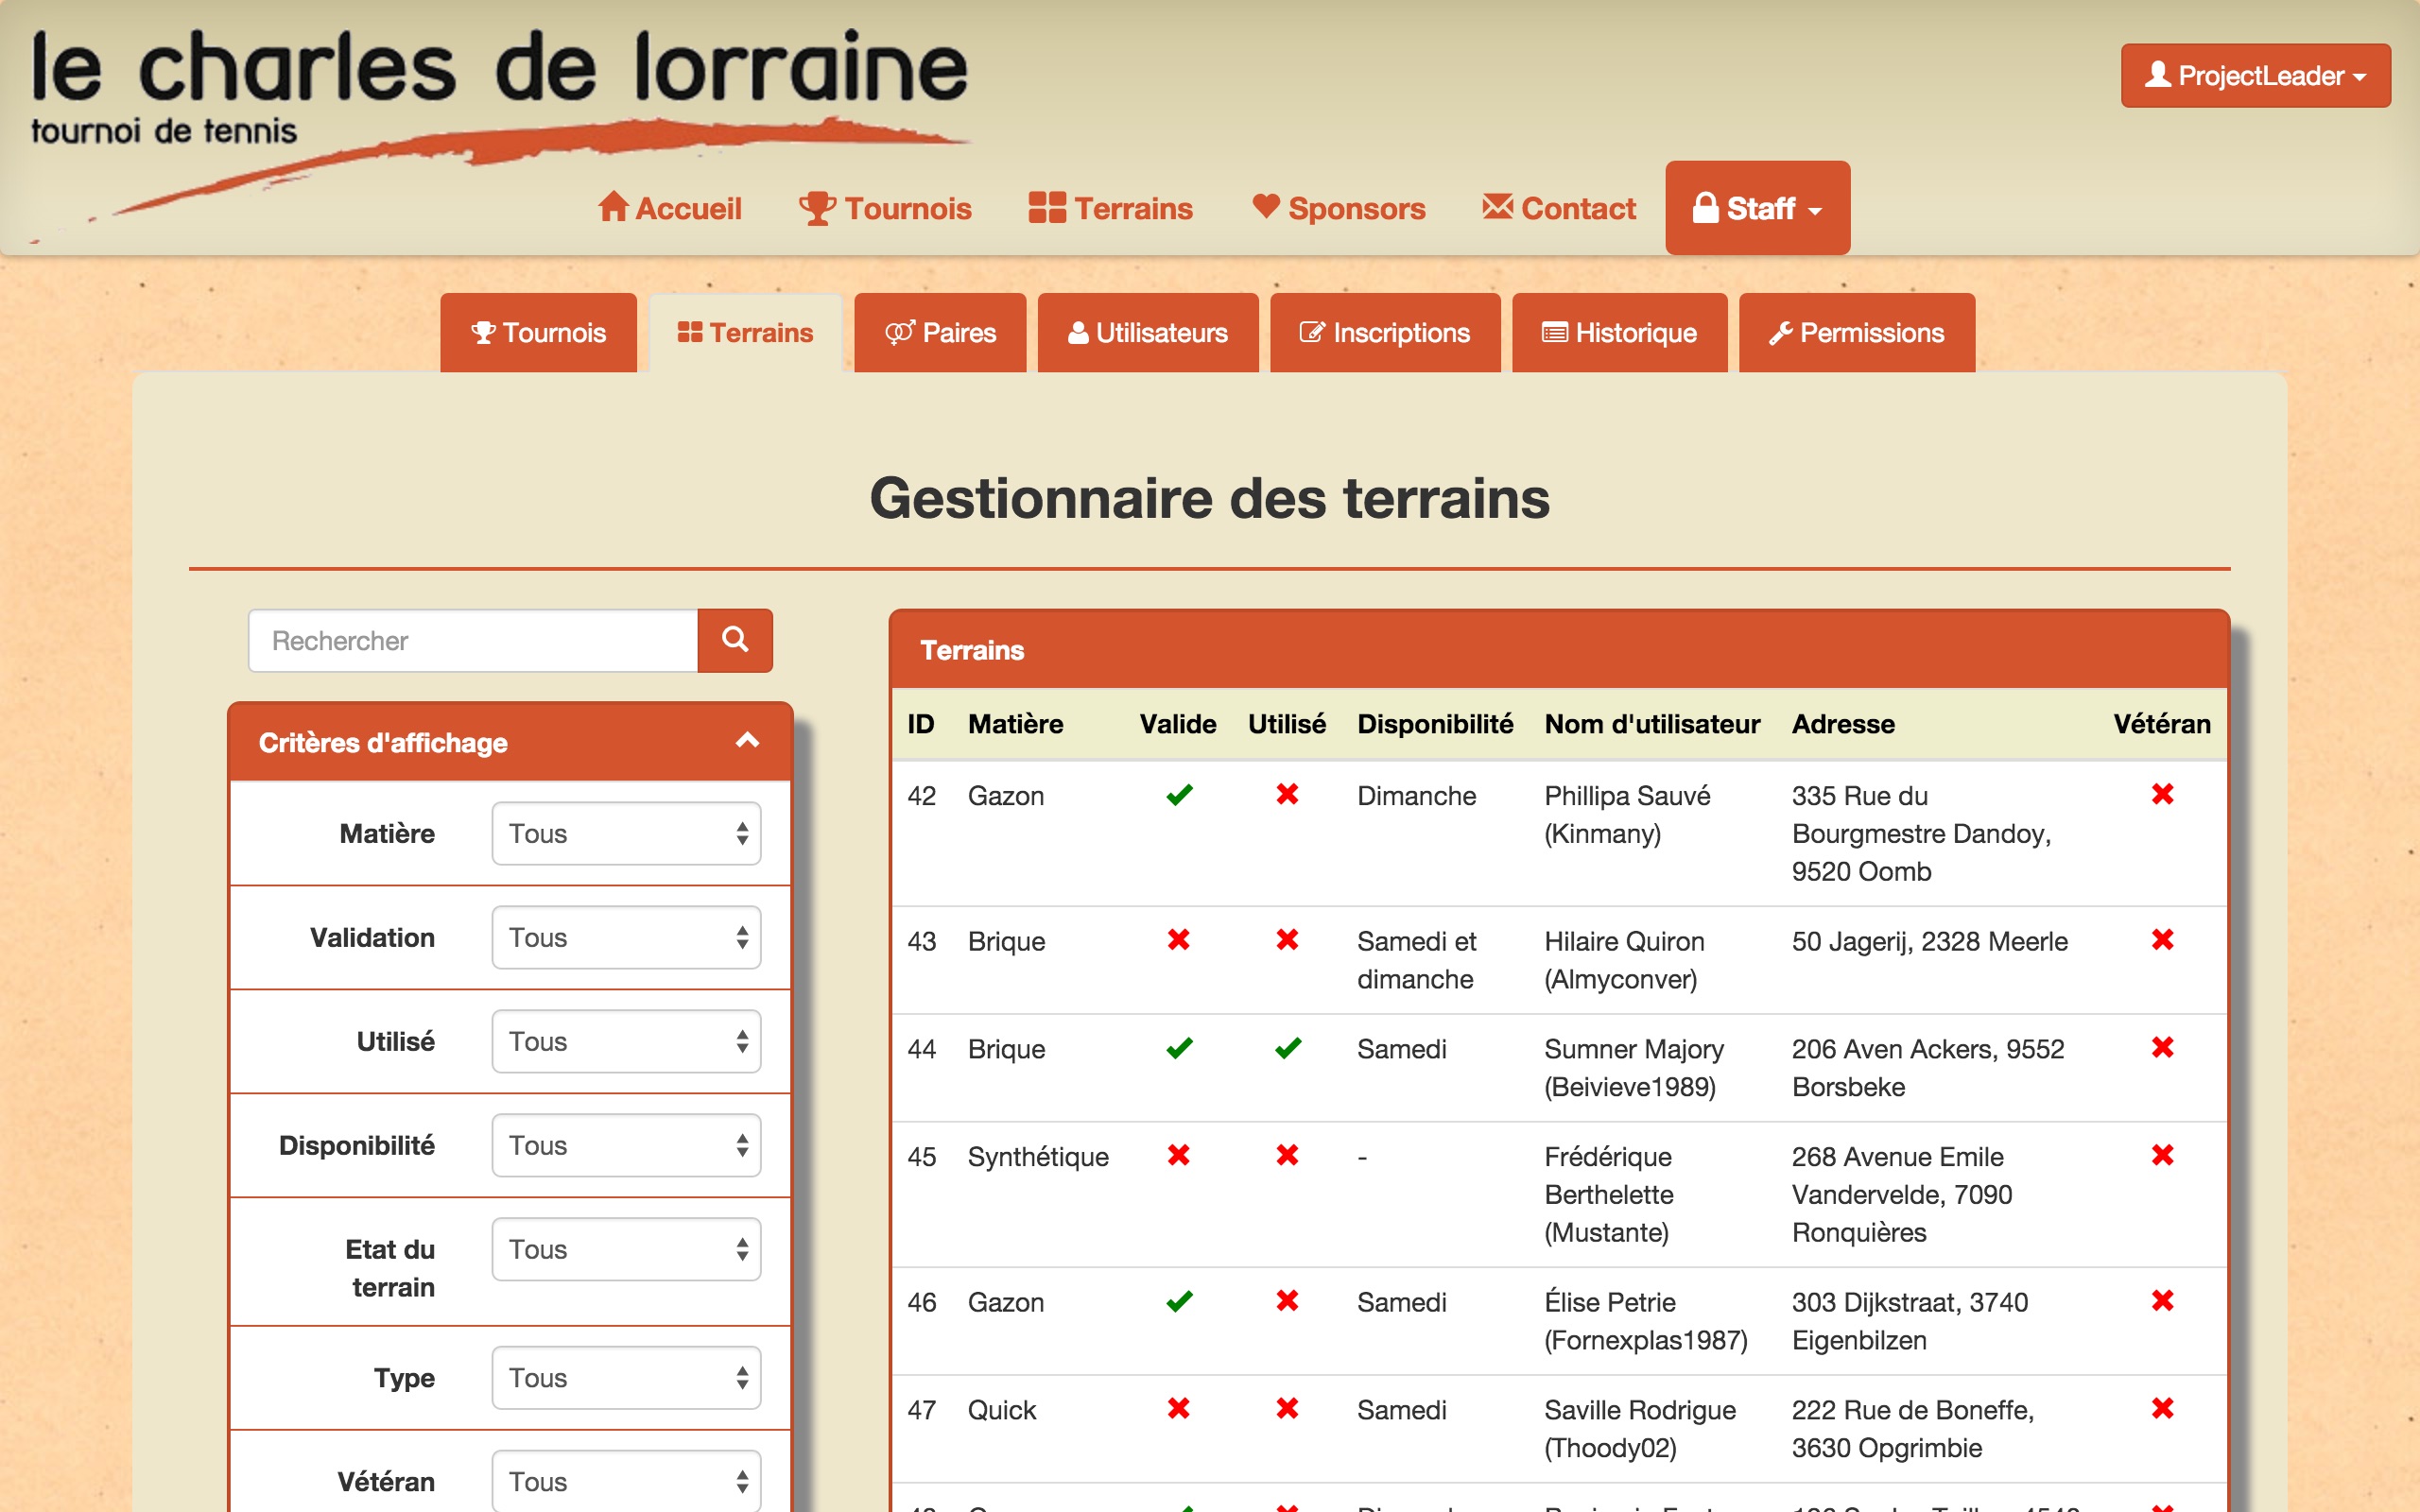 le charles de lorraine
tournoi de tennis
ProjectLeader
Accueil Tournois Terrains Sponsors Contact Staff
Tournois Terrains Paires Utilisateurs Inscriptions Historique Permissions
Gestionnaire des terrains
Rechercher
Critères d'affichage
Matière Tous
Validation Tous
Utilisé Tous
Disponibilité Tous
Etat du Tous
terrain
Type Tous
Vétéran Tous
Terrains
ID Matière Valide Utilisé Disponibilité Nom d'utilisateur Adresse Vétéran
42 Gazon Dimanche Phillipa Sauvé 335 Rue du
(Kinmany) Bourgmestre Dandoy,
9520 Oomb
43 Brique Samedi et Hilaire Quiron 50 Jagerij, 2328 Meerle
dimanche (Almyconver)
44 Brique Samedi Sumner Majory 206 Aven Ackers, 9552
(Beivieve1989) Borsbeke
45 Synthétique - Frédérique 268 Avenue Emile
Berthelette Vandervelde, 7090
(Mustante) Ronquières
46 Gazon Samedi Élise Petrie 303 Dijkstraat, 3740
(Fornexplas1987) Eigenbilzen
47 Quick Samedi Saville Rodrigue 222 Rue de Boneffe,
(Thoody02) 3630 Opgrimbie